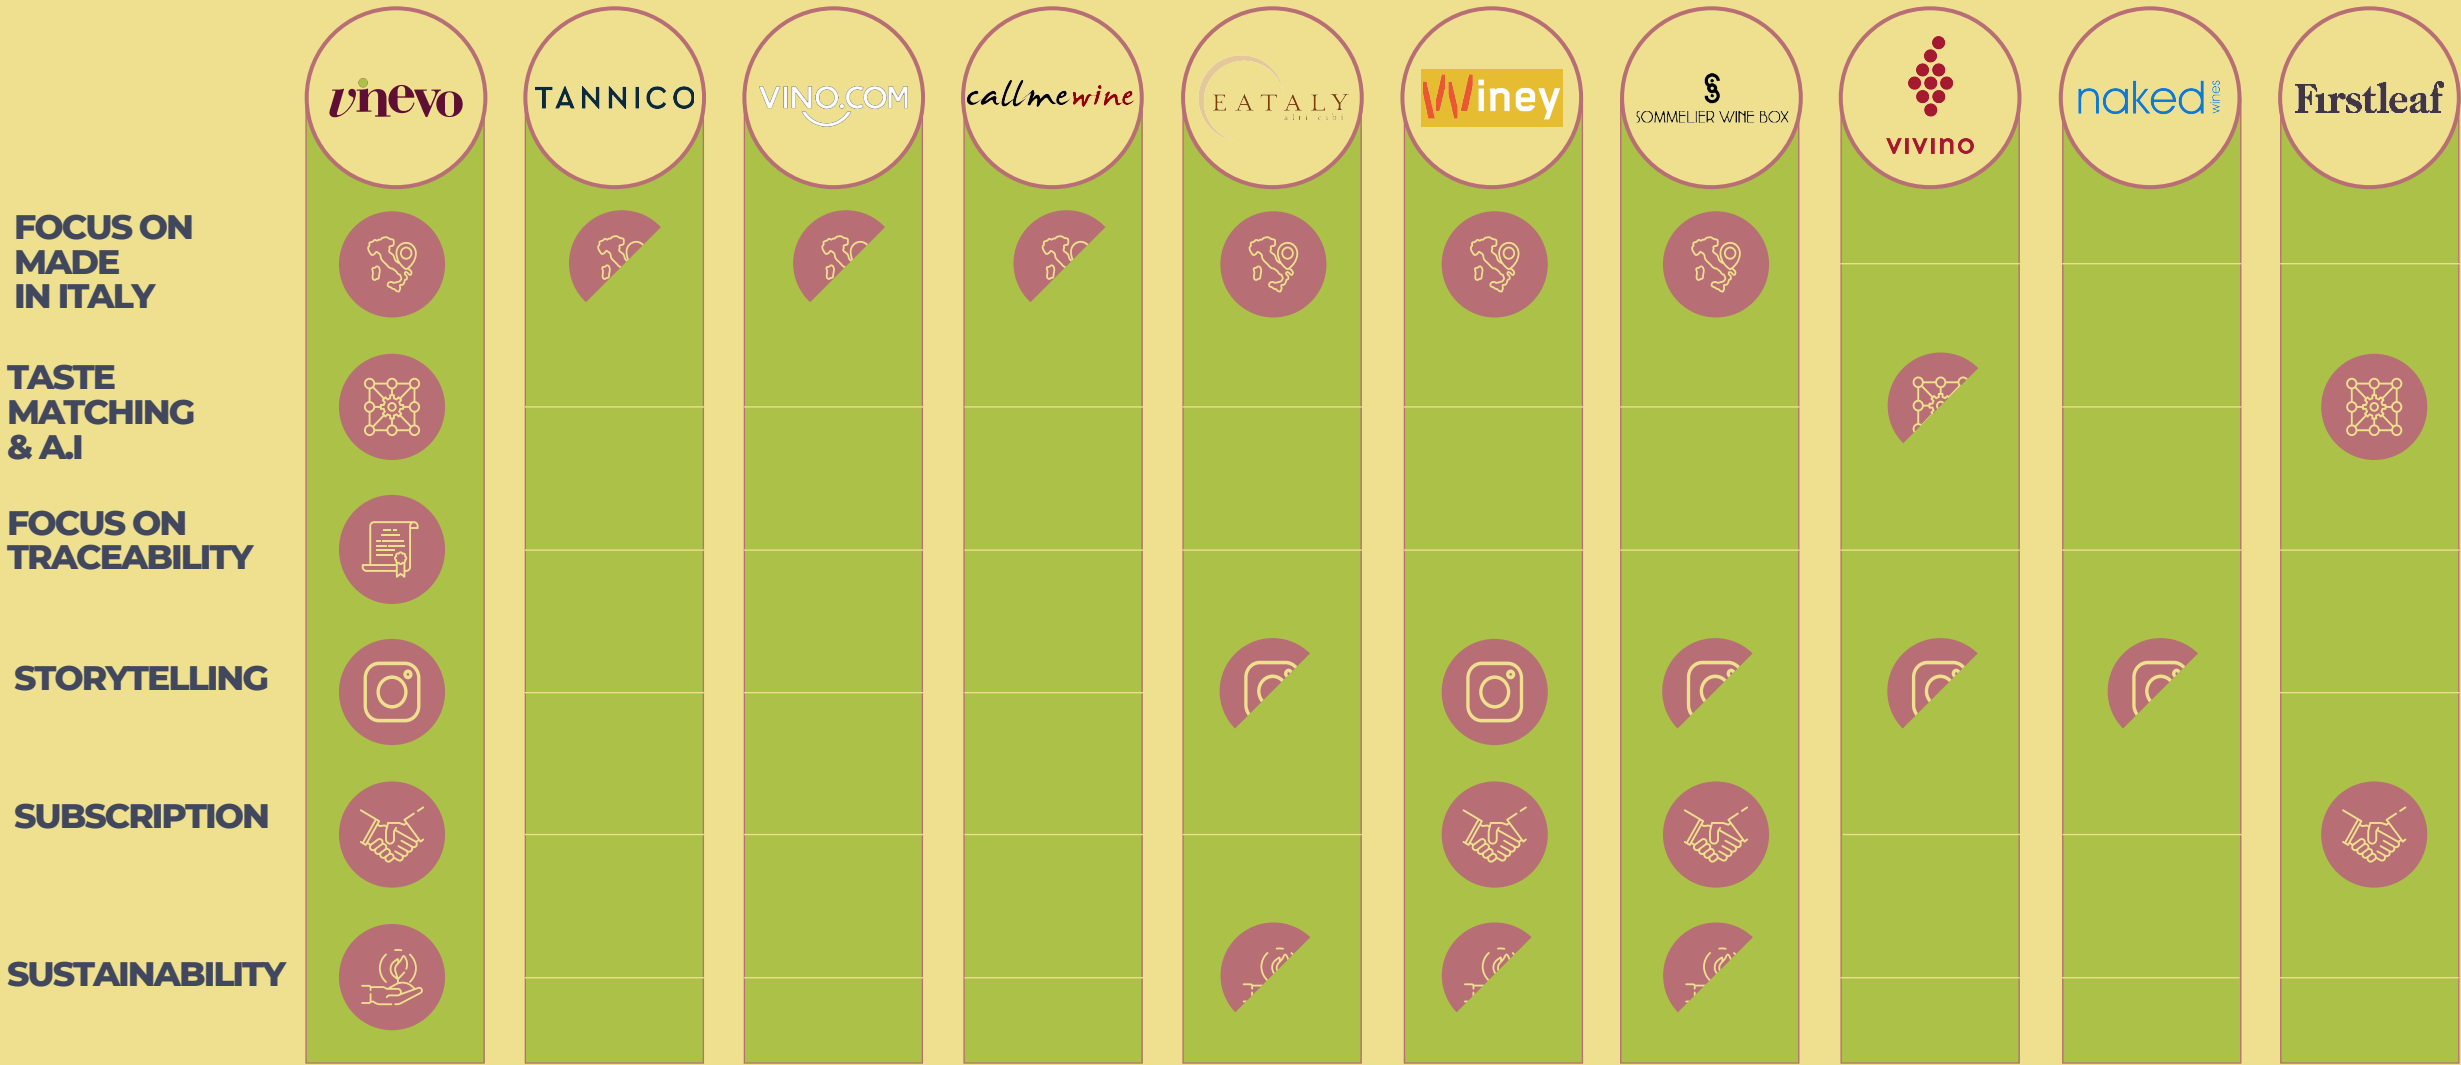 vinevo
TANNICO
VINO.COM
callmewine
EATALY
Winey
SOMMELIER WINE BOX
VIVINO
naked wines
Firstleaf
FOCUS ON
MADE
IN ITALY
TASTE
MATCHING
& A.I
FOCUS ON
TRACEABILITY
STORYTELLING
SUBSCRIPTION
SUSTAINABILITY